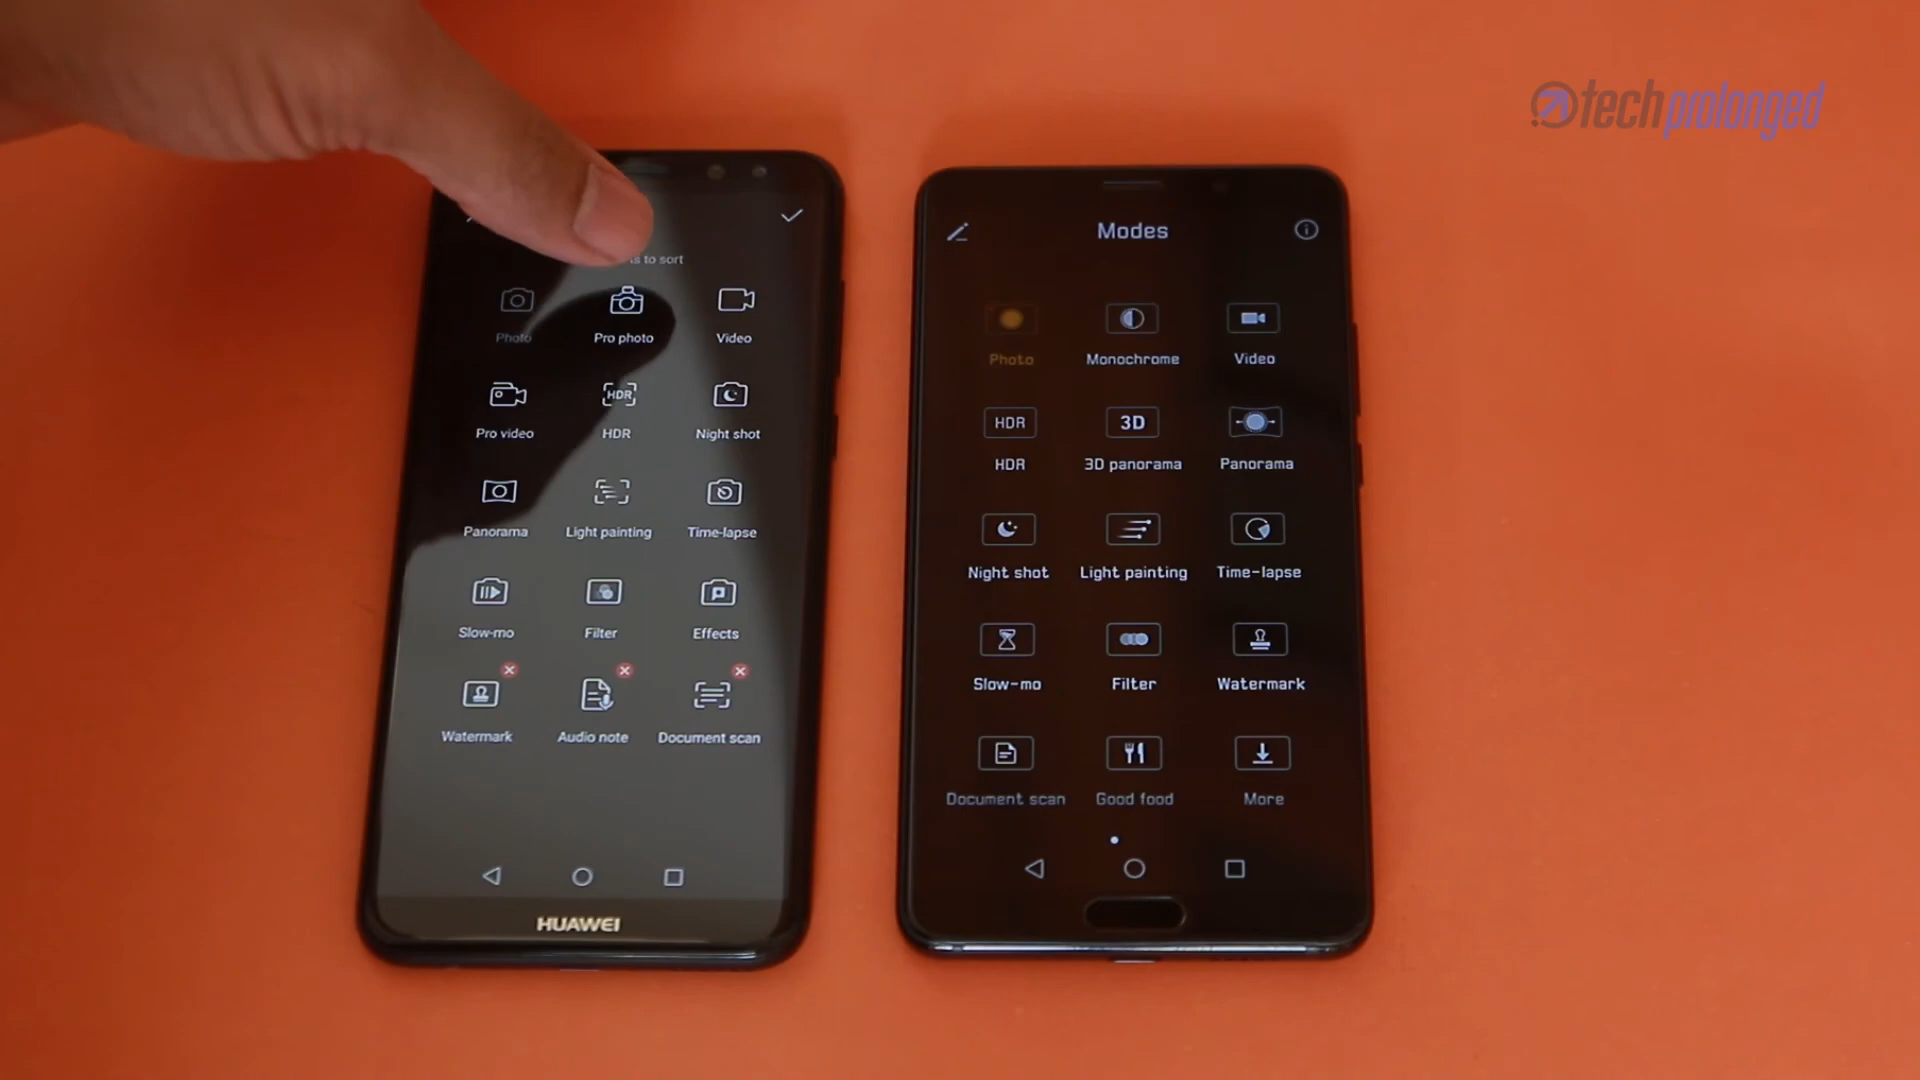 techprolonged
to sort
Photo Pro photo Video
Pro video HDR HDR Night shot
Panorama Light painting Time-lapse
Slow-mo Filter Effects
Watermark Audio note Document scan
HUAWEI
Modes
Photo Monochrome Video
HDR 3D
HDR 3D panorama Panorama
Night shot Light painting Time-lapse
Slow-mo Filter Watermark
Document scan Good food More